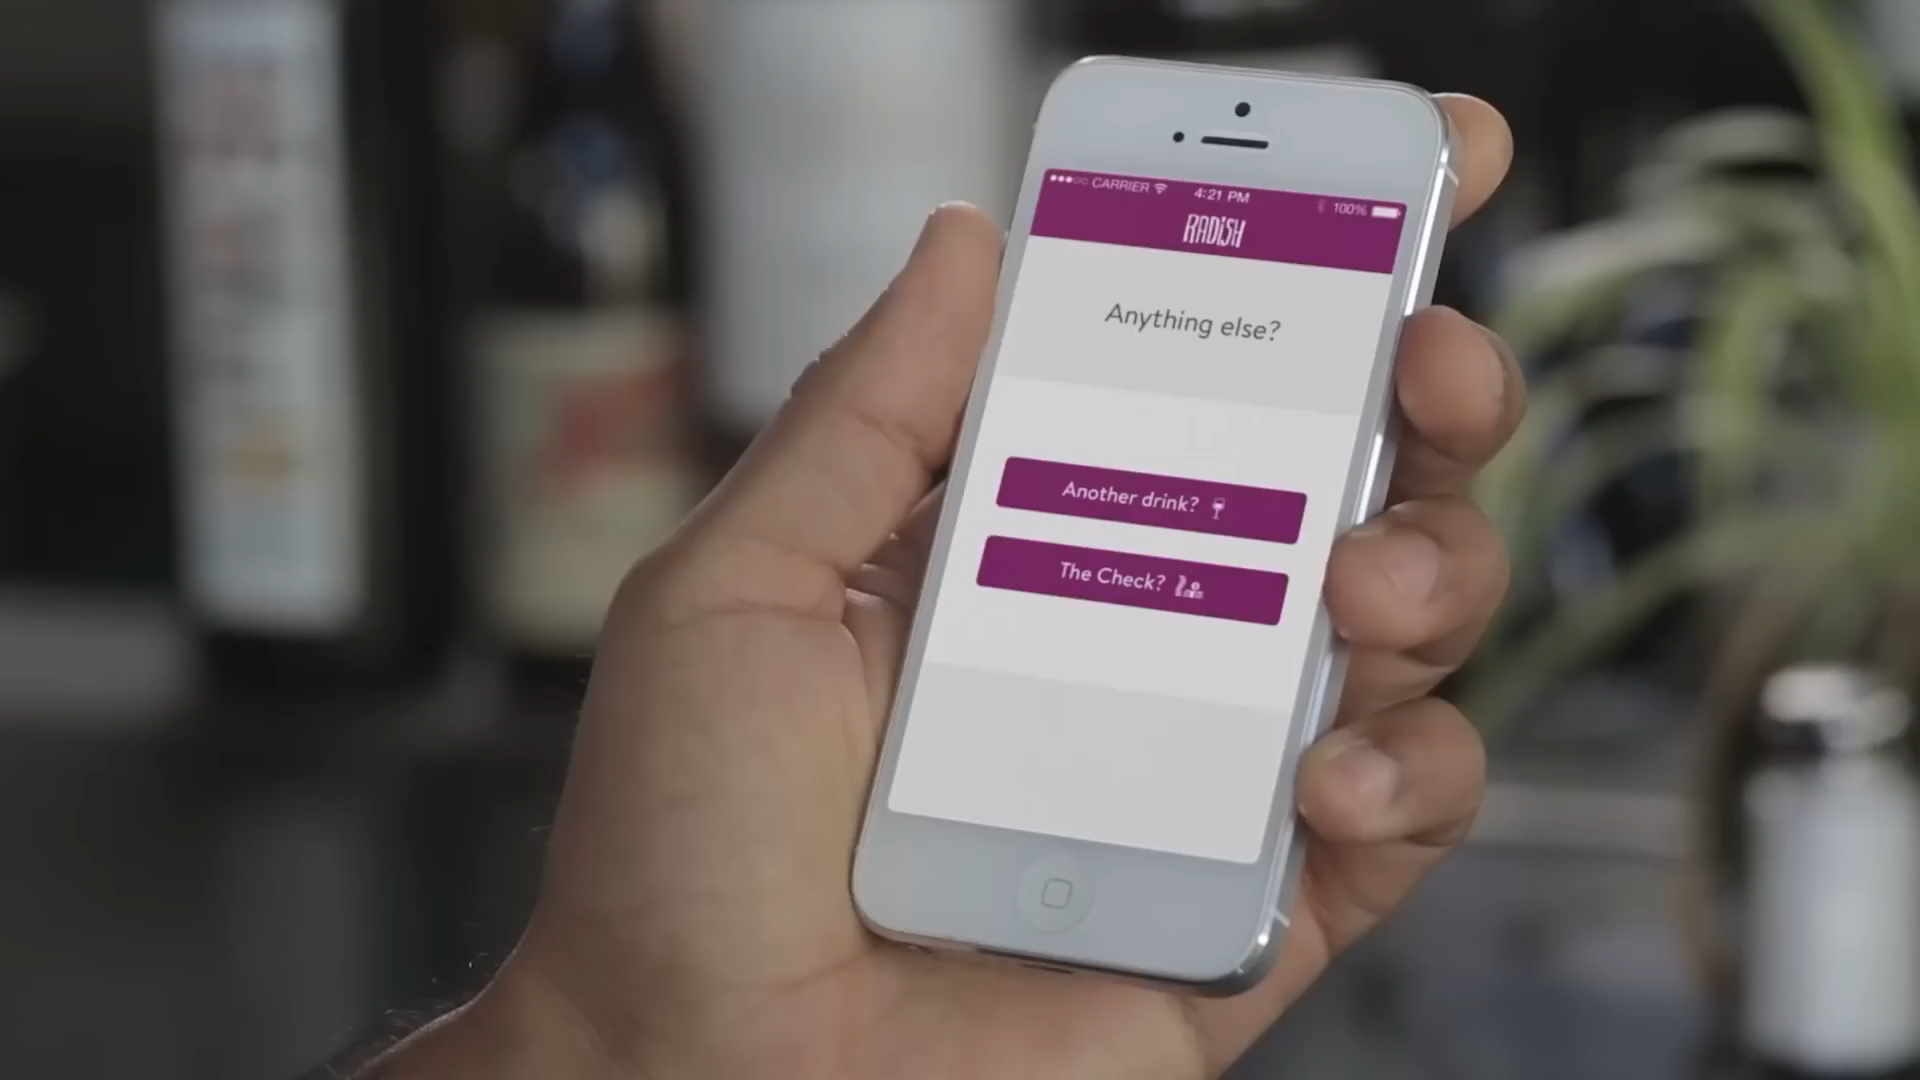 CARRIER 4:21 PM 100%
RADISH
Anything else?
Another drink?
The Check?